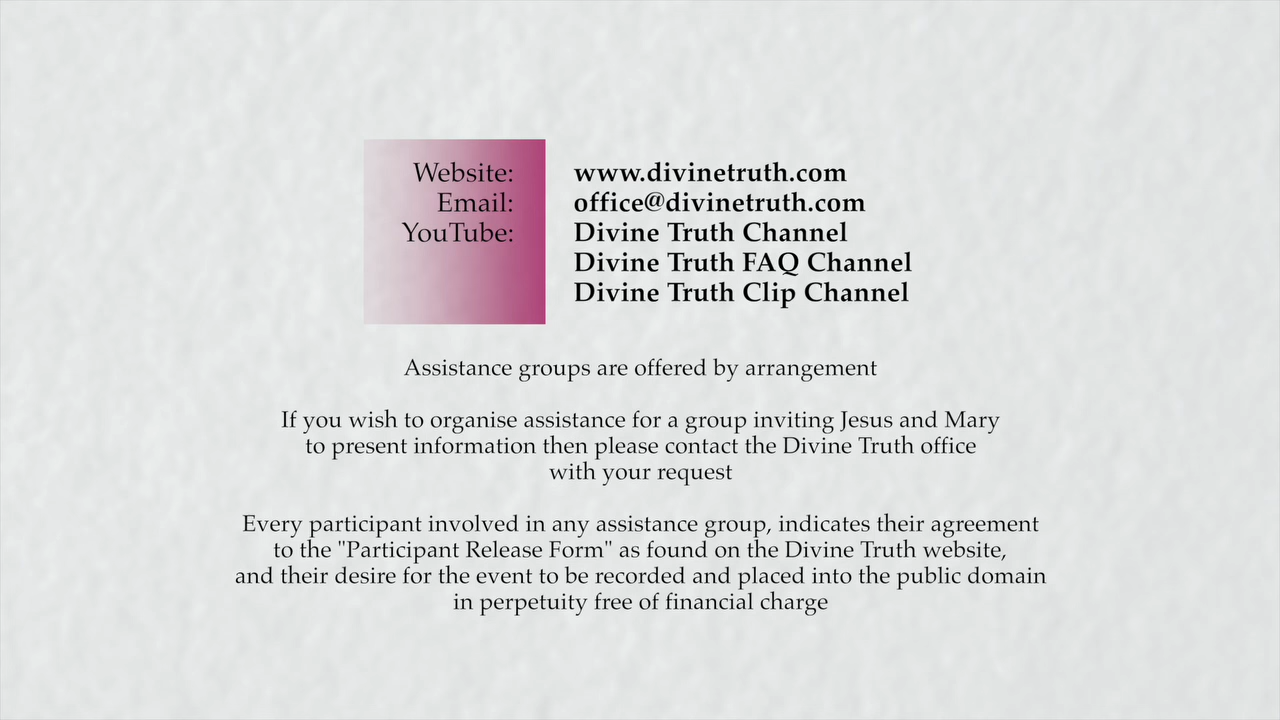 Website: www.divinetruth.com
Email: office@divinetruth.com
YouTube: Divine Truth Channel
Divine Truth FAQ Channel
Divine Truth Clip Channel
Assistance groups are offered by arrangement
If you wish to organise assistance for a group inviting Jesus and Mary
to present information then please contact the Divine Truth office
with your request
Every participant involved in any assistance group, indicates their agreement
to the "Participant Release Form" as found on the Divine Truth website,
and their desire for the event to be recorded and placed into the public domain
in perpetuity free of financial charge